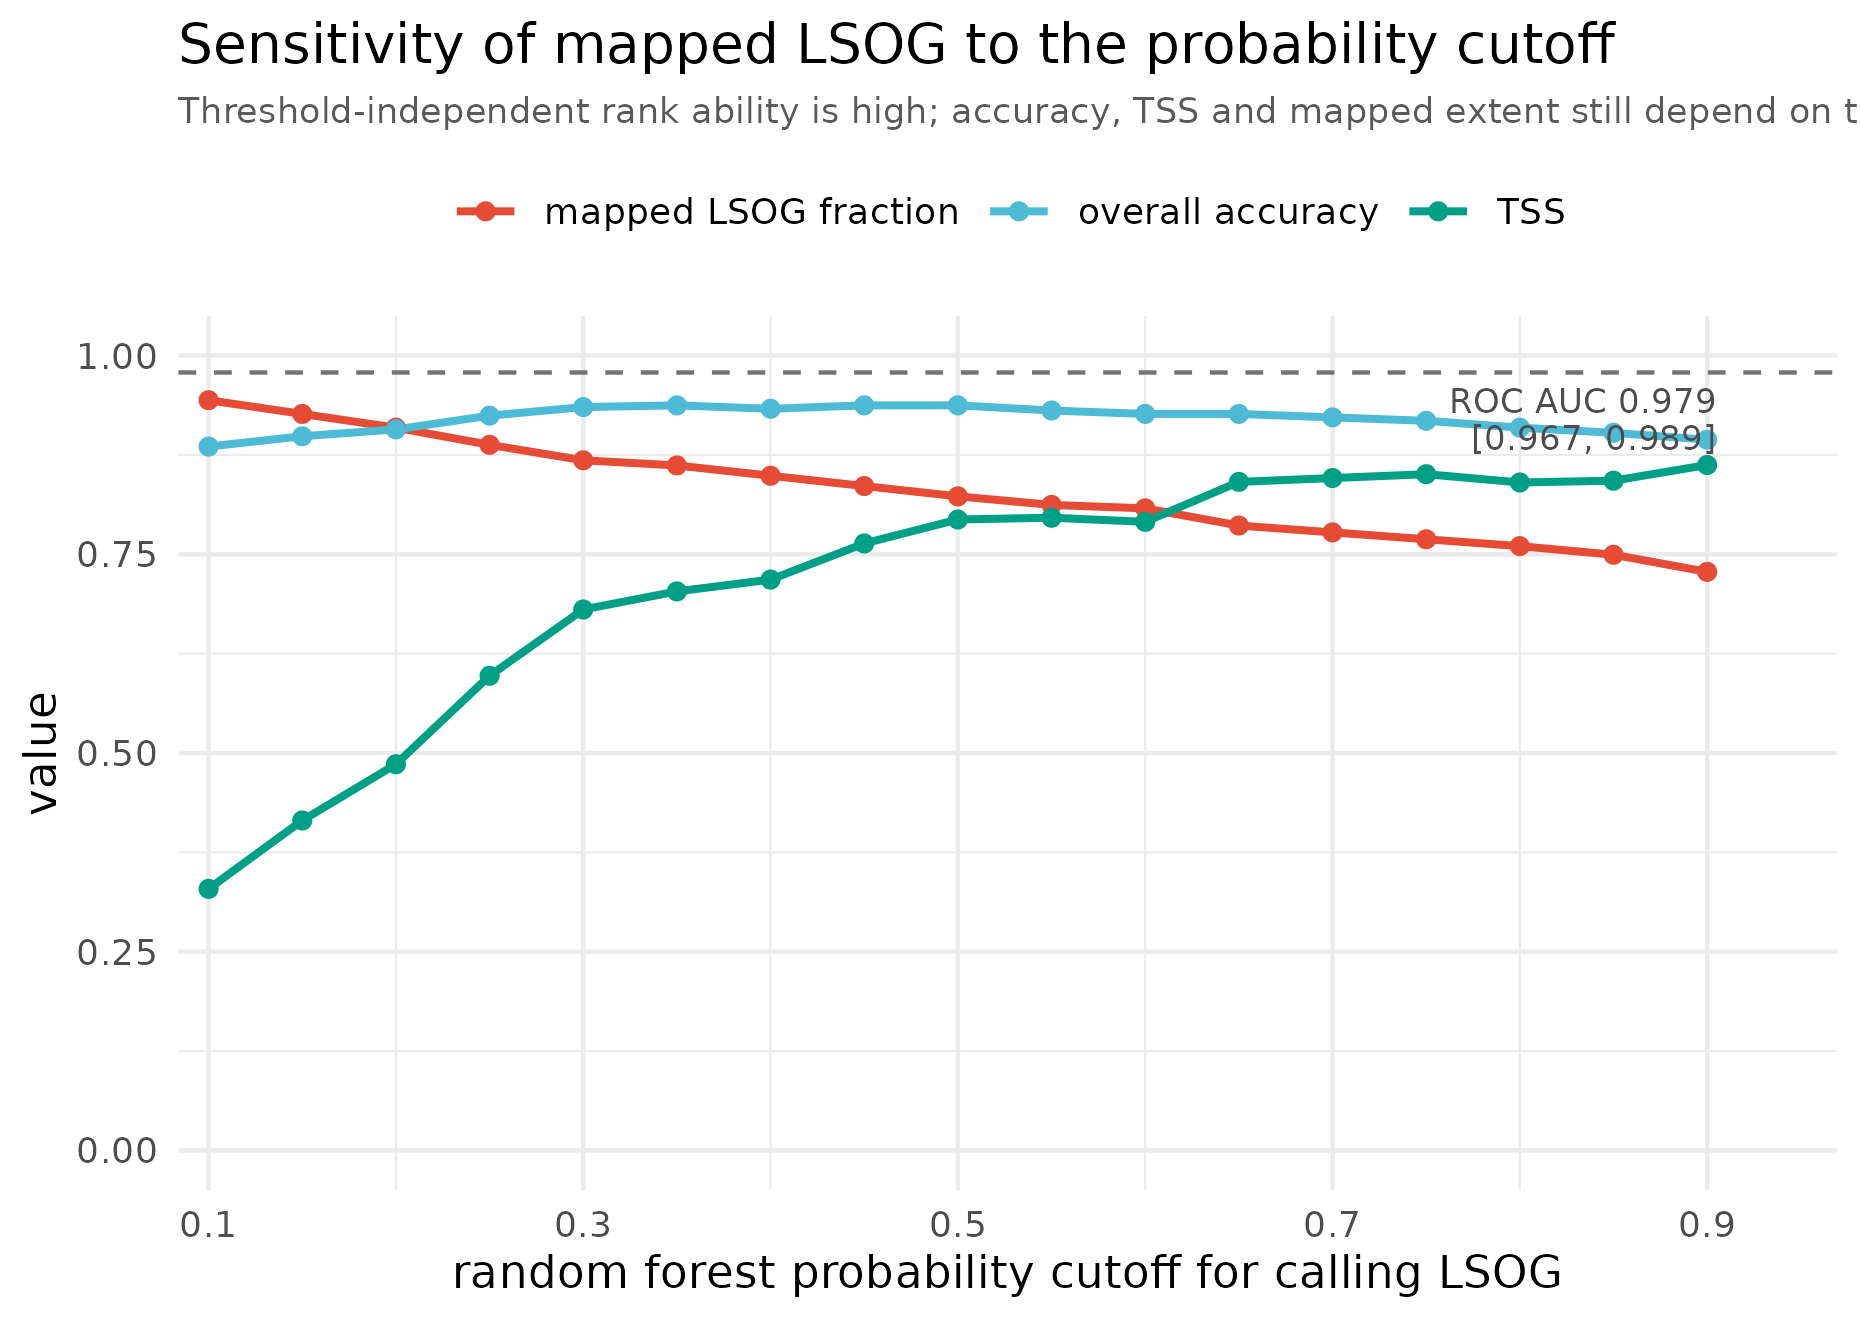 Sensitivity of mapped LSOG to the probability cutoff
Threshold-independent rank ability is high; accuracy, TSS and mapped extent still depend on t
mapped LSOG fraction
overall accuracy
TSS
1.00
0.75
0.50
0.25
0.00
value
ROC AUC 0.979
[0.967, 0.989]
0.1
0.3
0.5
0.7
0.9
random forest probability cutoff for calling LSOG